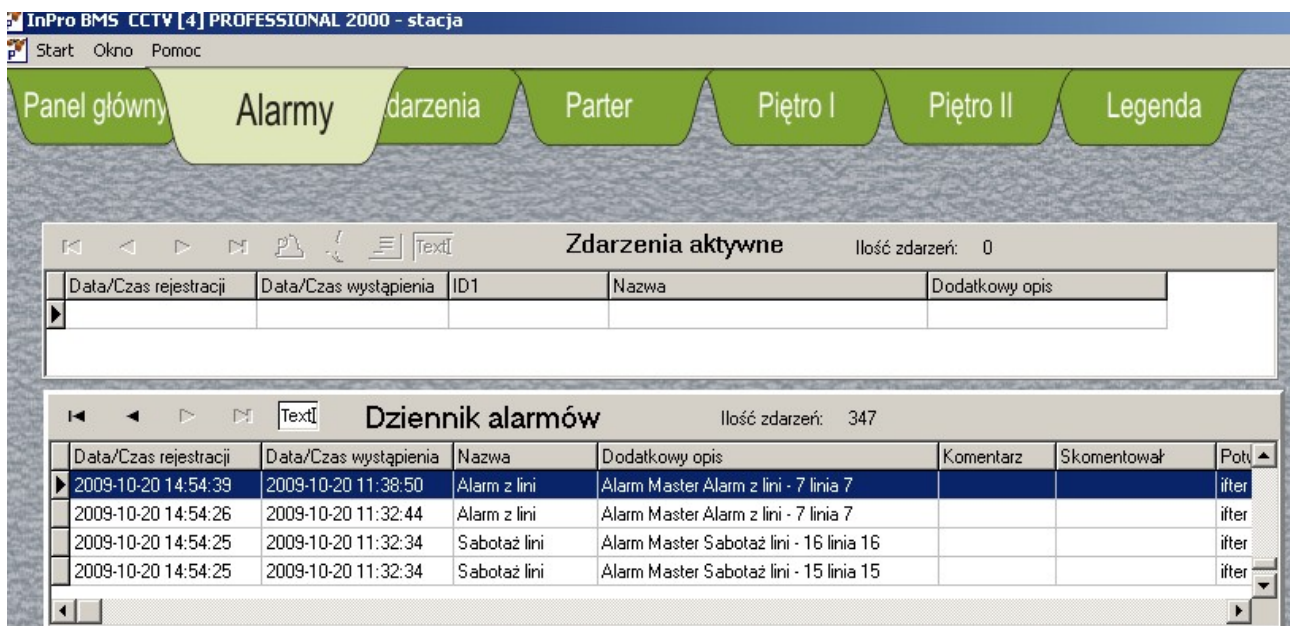 InPro BMS CCTV [4] PROFESSIONAL 2000 - stacja
Start Okno Pomoc
Panel główny Alarmy darzenia Parter Piętro I Piętro II Legenda
TextI Zdarzenia aktywne Ilość zdarzeń: 0
Data/Czas rejestracji Data/Czas wystąpienia ID1 Nazwa Dodatkowy opis
TextI Dziennik alarmów Ilość zdarzeń: 347
Data/Czas rejestracji Data/Czas wystąpienia Nazwa Dodatkowy opis Komentarz Skomentował
2009-10-20 14:54:39 2009-10-20 11:38:50 Alarm z lini Alarm Master Alarm z lini - 7 linia 7 ifter
2009-10-20 14:54:26 2009-10-20 11:32:44 Alarm z lini Alarm Master Alarm z lini - 7 linia 7 ifter
2009-10-20 14:54:25 2009-10-20 11:32:34 Sabotaż lini Alarm Master Sabotaż lini - 16 linia 16 ifter
2009-10-20 14:54:25 2009-10-20 11:32:34 Sabotaż lini Alarm Master Sabotaż lini - 15 linia 15 ifter